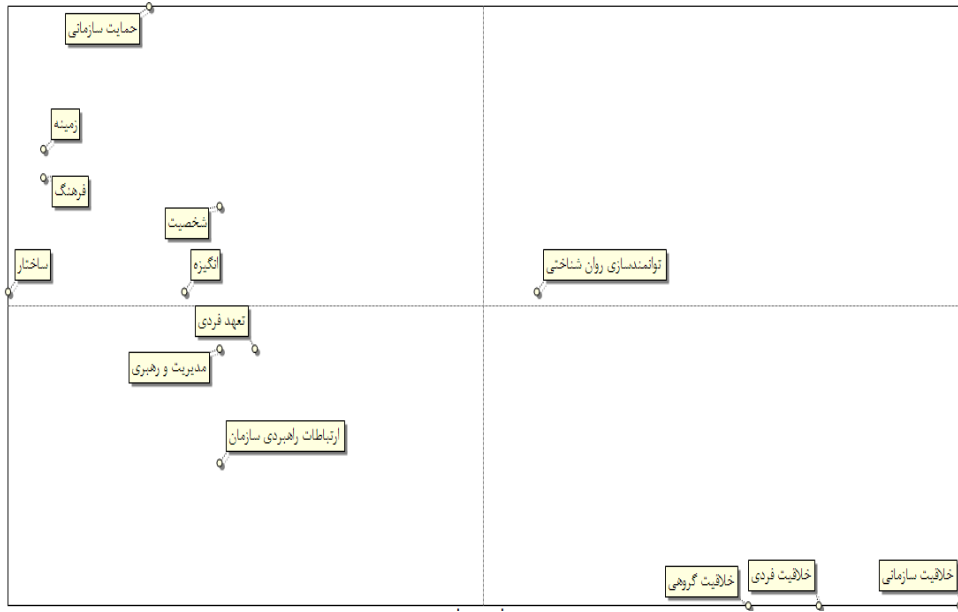 حمایت سازمانی
زمینه
فرهنگ
شخصیت
ساختار
انگیزه
توانمندسازی روان شناختی
تعهد فردی
مدیریت و رهبری
ارتباطات راهبردی سازمان
خلاقیت سازمانی
خلاقیت فردی
خلاقیت گروهی